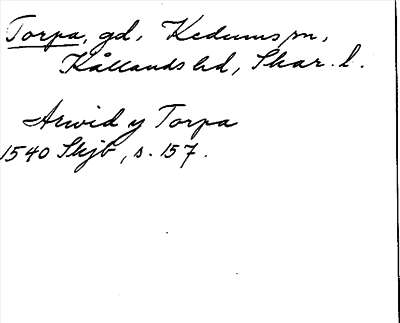 Torpa, gd, Kedums sn,
Kållands hd, Skar. l.
Arwid y Torpa
1540 Skjb, s. 157.